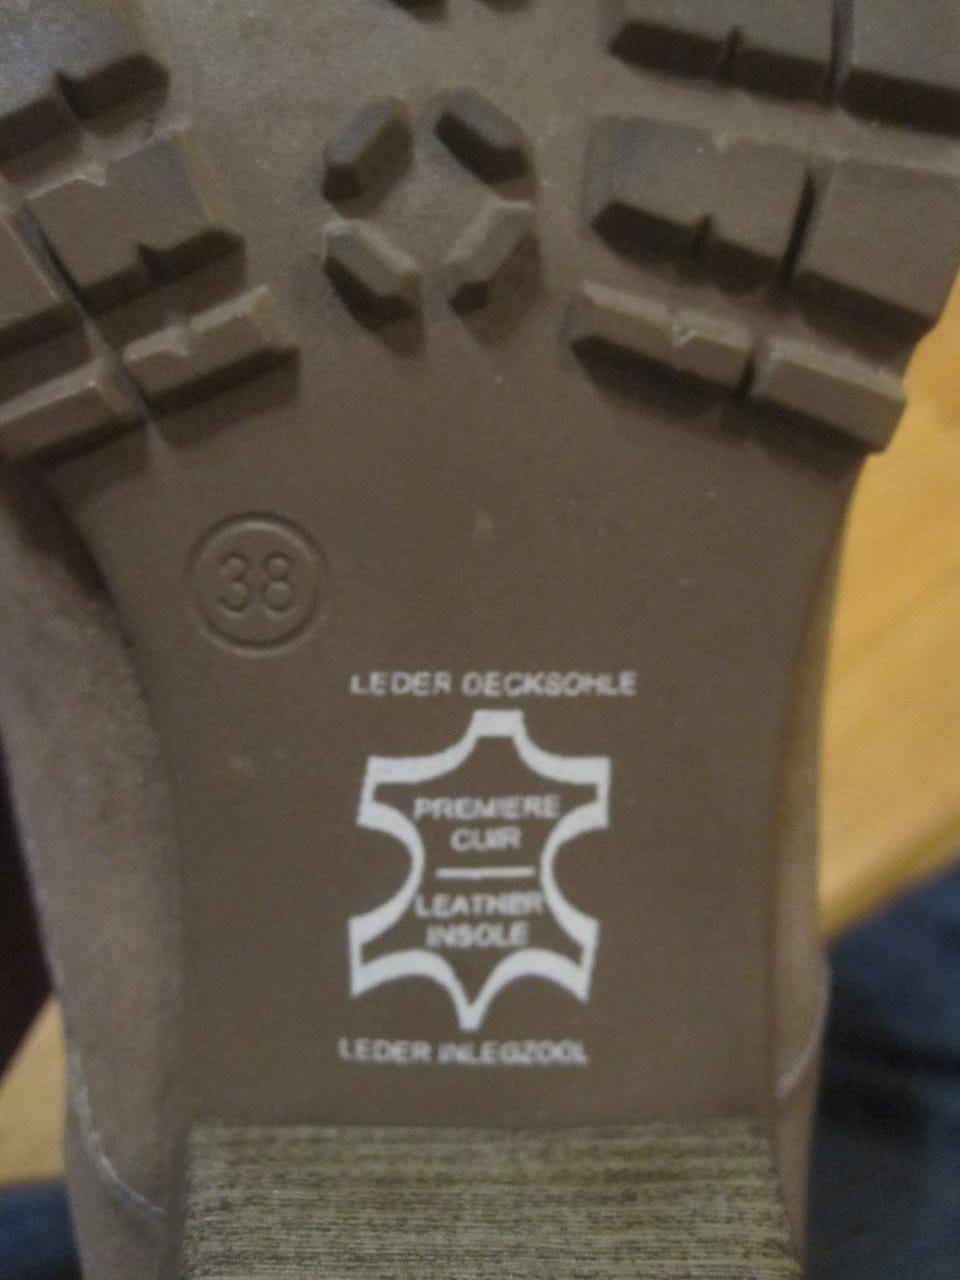 38
LEDER DECKSOHLE
PREMIERE
CUIR
LEATHER
INSOLE
LEDER INLEGZOOL